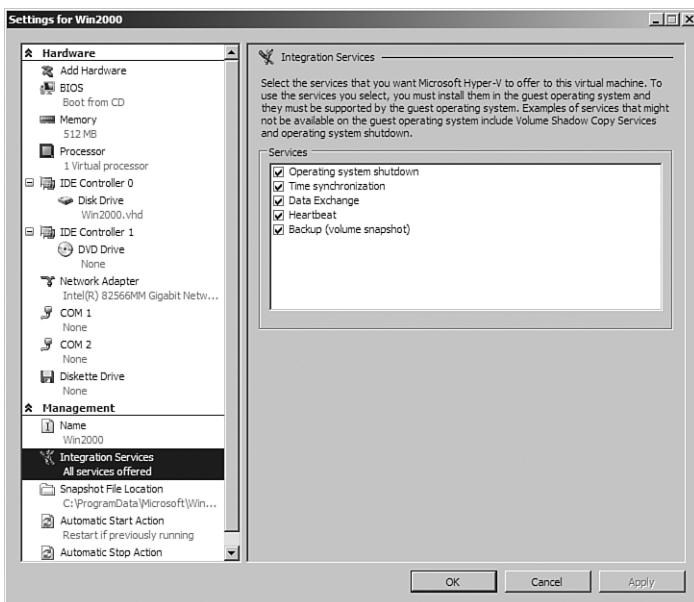 Settings for Win2000
Hardware
Add Hardware
BIOS
Boot from CD
Memory
512 MB
Processor
1 Virtual processor
IDE Controller 0
Disk Drive
Win2000.vhd
IDE Controller 1
DVD Drive
None
Network Adapter
Intel(R) 82566MM Gigabit Netw...
COM 1
None
COM 2
None
Diskette Drive
None
Management
Name
Win2000
Integration Services
All services offered
Snapshot File Location
C:\ProgramData\Microsoft\Win...
Automatic Start Action
Restart if previously running
Automatic Stop Action
Integration Services
Select the services that you want Microsoft Hyper-V to offer to this virtual machine. To
use the services you select, you must install them in the guest operating system and
they must be supported by the guest operating system. Examples of services that might
not be available on the guest operating system include Volume Shadow Copy Services
and operating system shutdown.
Services
Operating system shutdown
Time synchronization
Data Exchange
Heartbeat
Backup (volume snapshot)
OK
Cancel
Apply